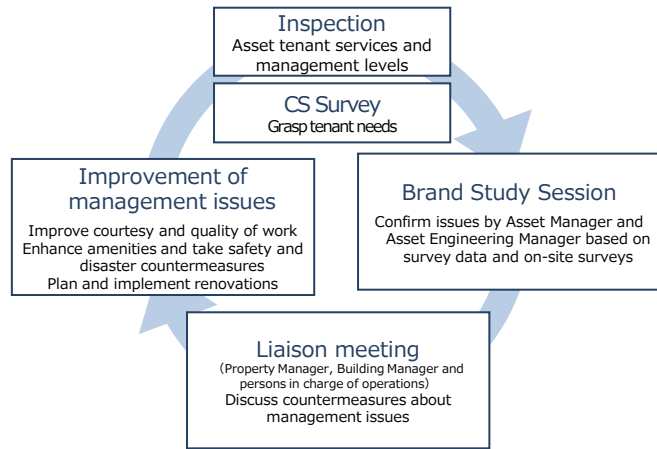 Inspection
Asset tenant services and
management levels
CS Survey
Grasp tenant needs
Brand Study Session
Confirm issues by Asset Manager and
Asset Engineering Manager based on
survey data and on-site surveys
Liaison meeting
(Property Manager, Building Manager and
persons in charge of operations)
Discuss countermeasures about
management issues
Improvement of
management issues
Improve courtesy and quality of work
Enhance amenities and take safety and
disaster countermeasures
Plan and implement renovations